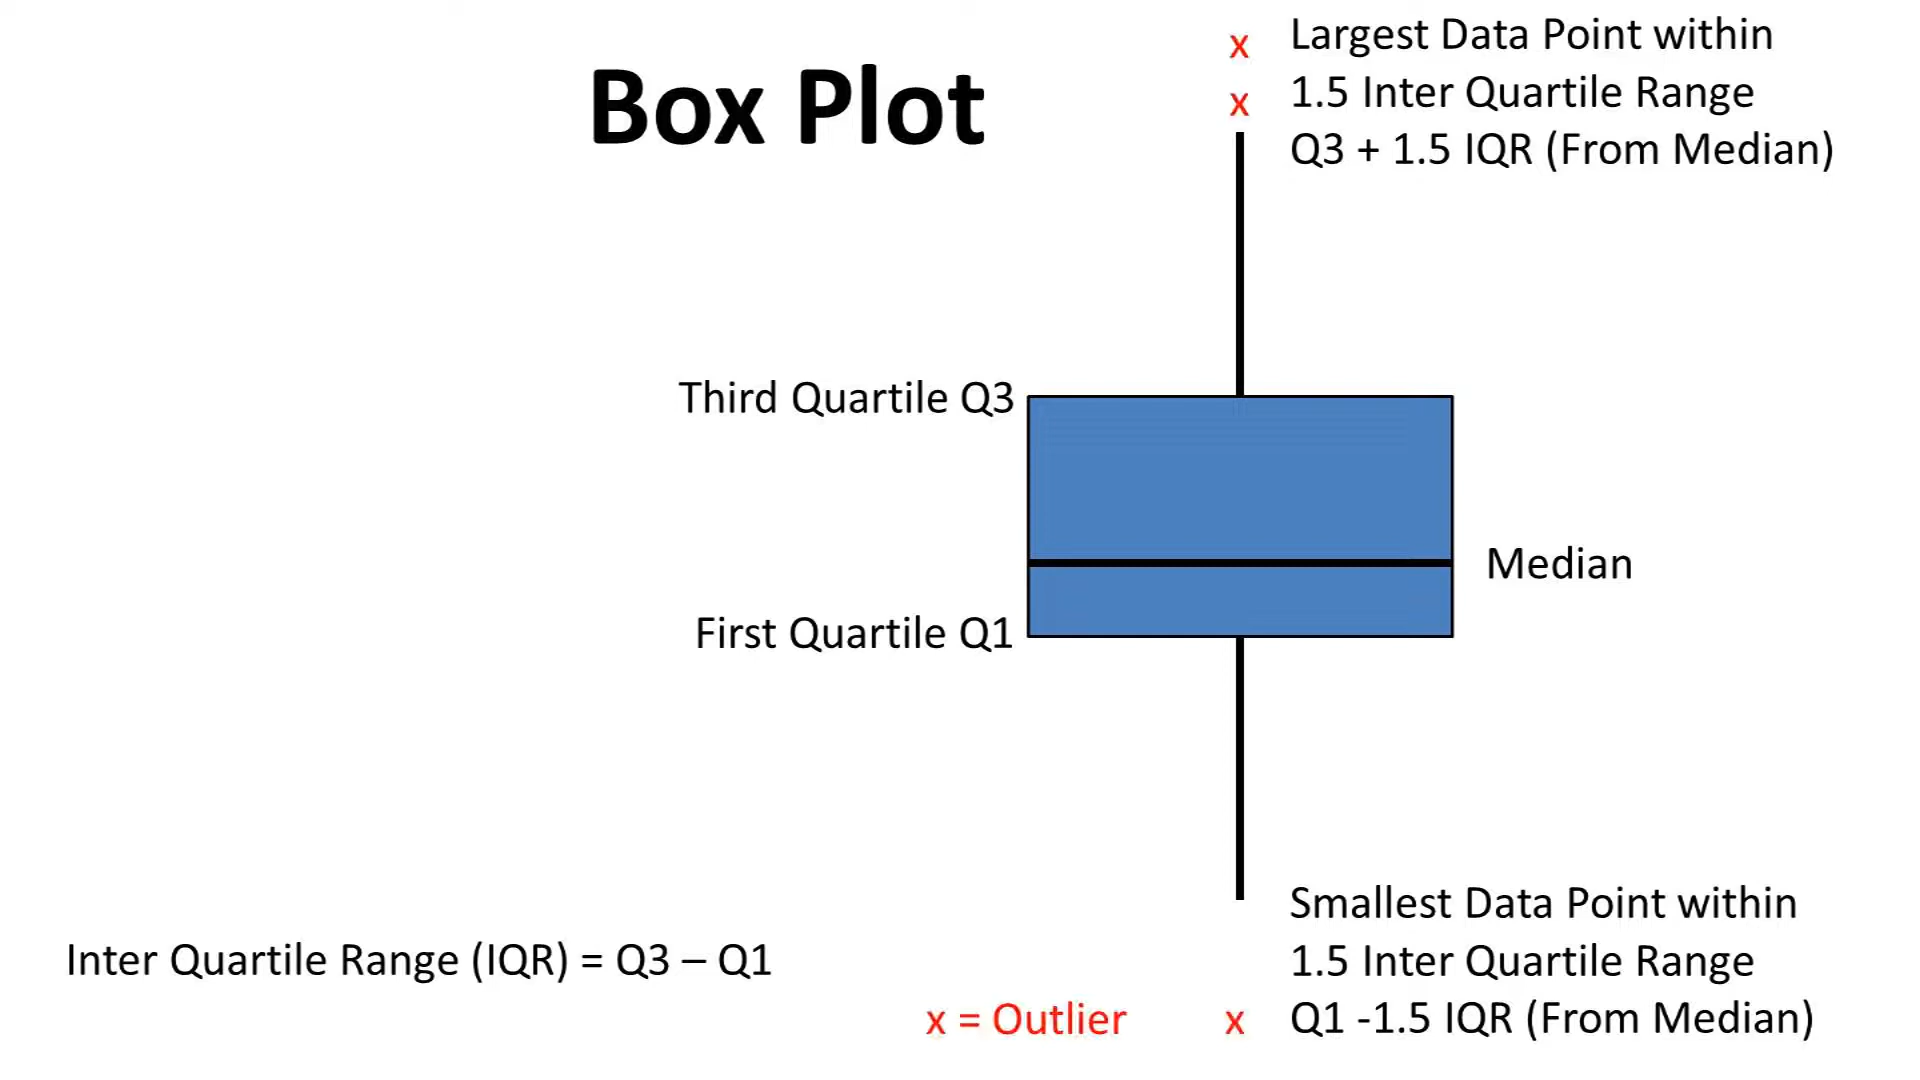 Box Plot
x
x
Largest Data Point within
1.5 Inter Quartile Range
Q3 + 1.5 IQR (From Median)
Third Quartile Q3
Median
First Quartile Q1
Smallest Data Point within
1.5 Inter Quartile Range
Q1 -1.5 IQR (From Median)
Inter Quartile Range (IQR) = Q3 – Q1
x = Outlier
x